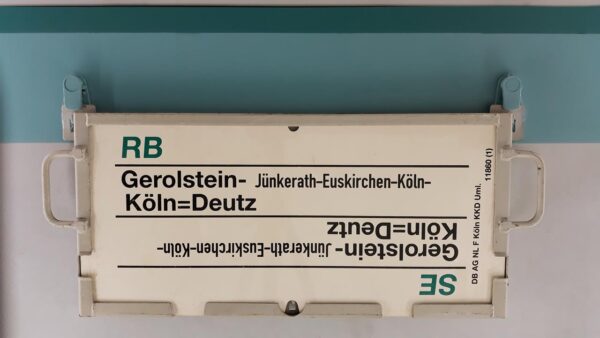 RB
Gerolstein- Jünkerath-Euskirchen-Köln-
Köln=Deutz
SE
Gerolstein- Jünkerath-Euskirchen-Köln-
Köln=Deutz
DB AG NL F Köln KKD Uml. 11860 (1)